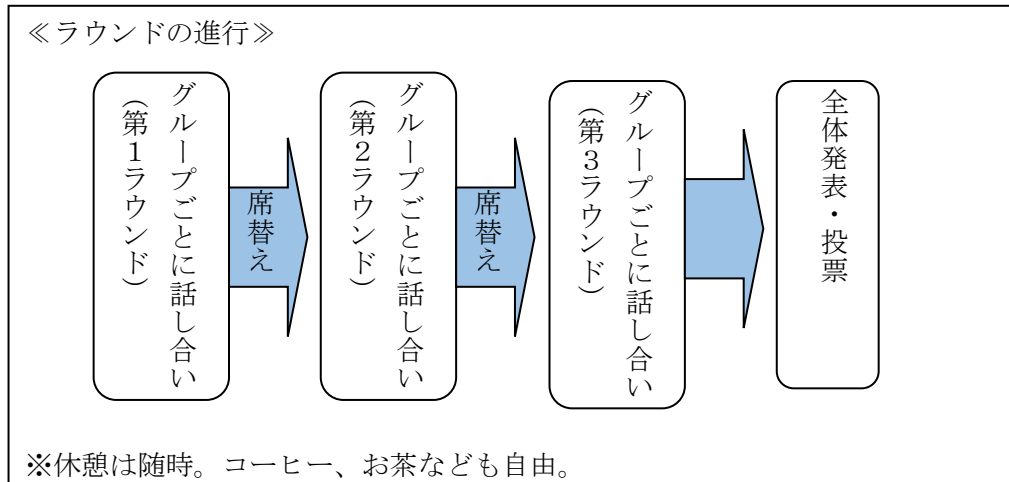 ≪ラウンドの進行≫
グループごとに話し合い
(第1ラウンド)
席替え
グループごとに話し合い
(第2ラウンド)
席替え
グループごとに話し合い
(第3ラウンド)
全体発表・投票
※休憩は随時。コーヒー、お茶なども自由。